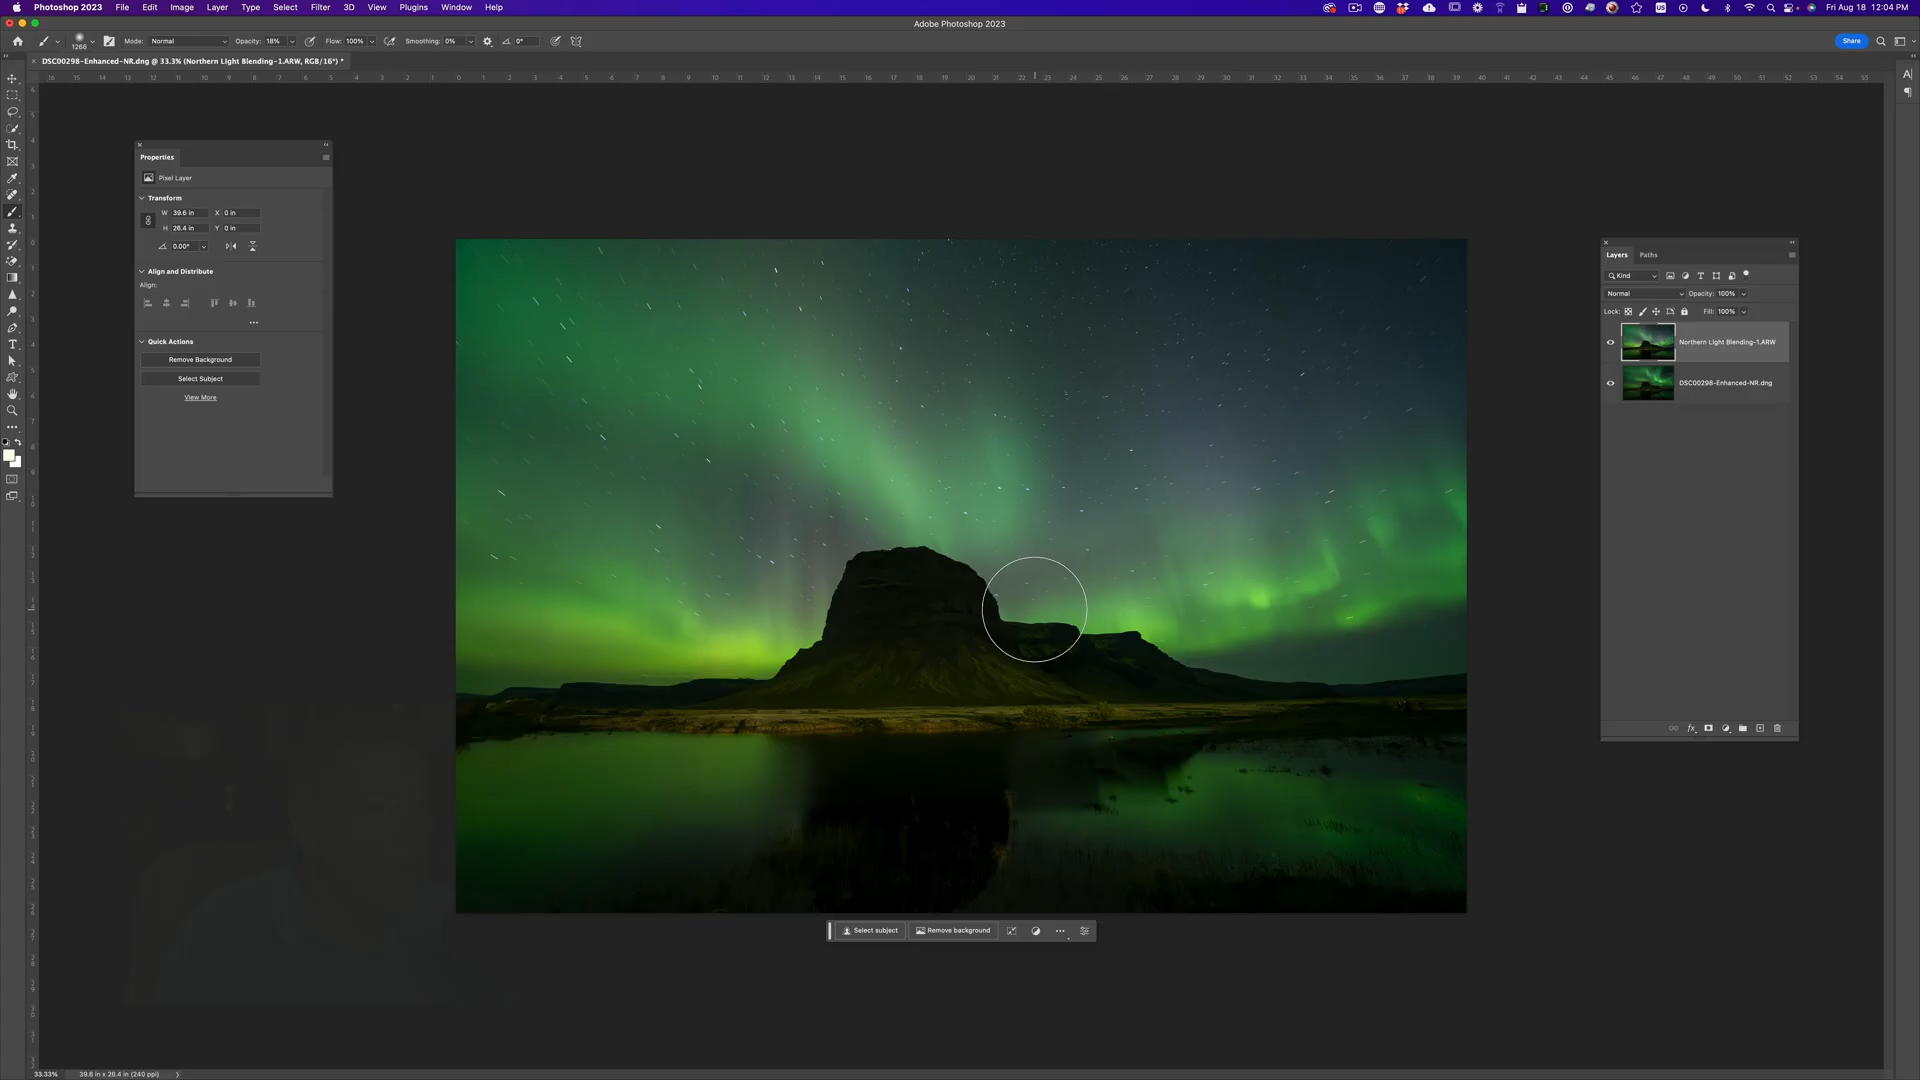 Photoshop 2023 File Edit Image Layer Type Select Filter 3D View Plugins Window Help Fri Aug 18 12:04 PM
Adobe Photoshop 2023
1266 Mode: Normal Opacity: 18% Flow: 100% Smoothing: 0% 0° Share
DSC00298-Enhanced-NR.dng @ 33.3% (Northern Light Blending-1.ARW, RGB/16*) *
Properties
Pixel Layer
Transform
W 39.6 in X 0 in
H 26.4 in Y 0 in
0.00°
Align and Distribute
Align:
Quick Actions
Remove Background
Select Subject
View More
Layers Paths
Kind
Normal Opacity: 100%
Lock: Fill: 100%
Northern Light Blending-1.ARW
DSC00298-Enhanced-NR.dng
Select subject Remove background
33.33% 39.6 in x 26.4 in (240 ppi)